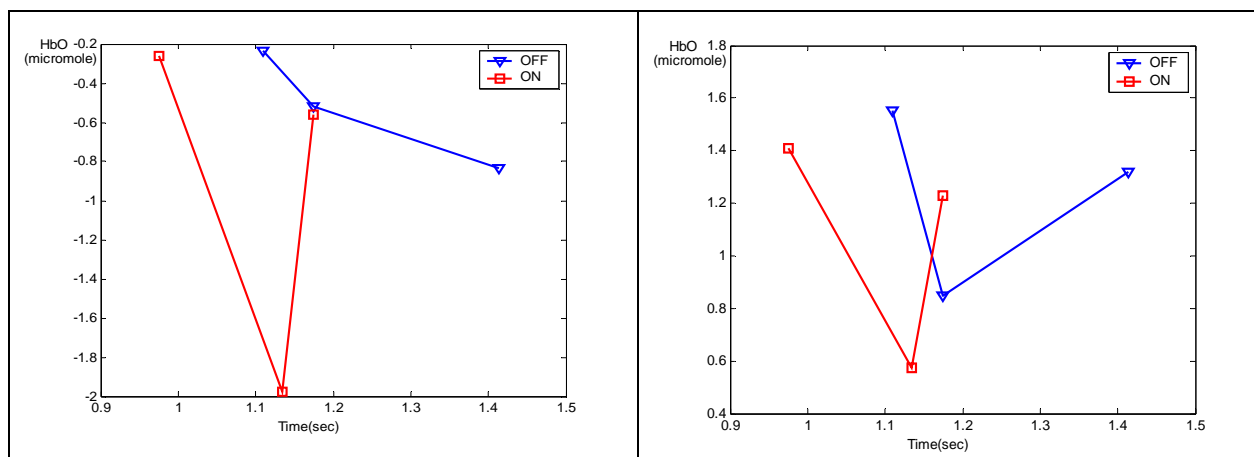 HbO
(micromole)
-0.2
-0.4
-0.6
-0.8
-1
-1.2
-1.4
-1.6
-1.8
-2
0.9 1 1.1 1.2 1.3 1.4 1.5
Time(sec)
OFF
ON
HbO
(micromole)
1.8
1.6
1.4
1.2
1
0.8
0.6
0.4
0.9 1 1.1 1.2 1.3 1.4 1.5
Time(sec)
OFF
ON